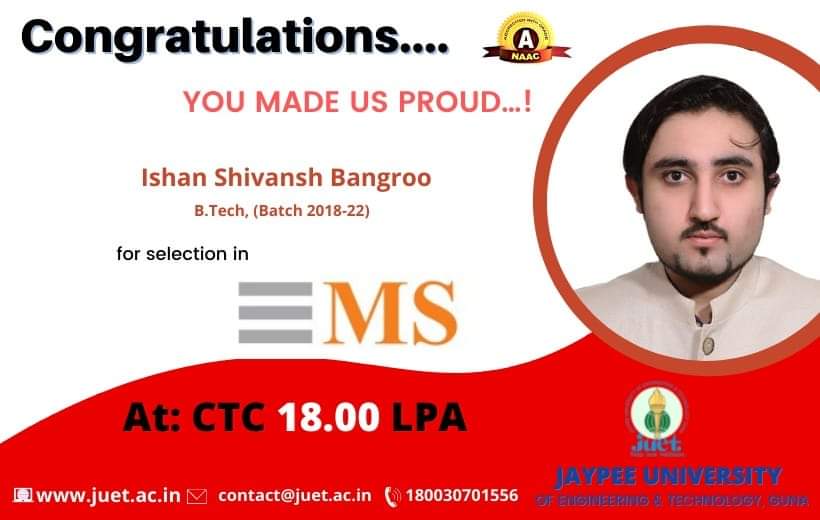 Congratulations....
A
NAAC
YOU MADE US PROUD...!
Ishan Shivansh Bangroo
B.Tech, (Batch 2018-22)
for selection in
MS
At: CTC 18.00 LPA
juet
JAYPEE UNIVERSITY
OF ENGINEERING & TECHNOLOGY, GUNA
www.juet.ac.in contact@juet.ac.in 180030701556